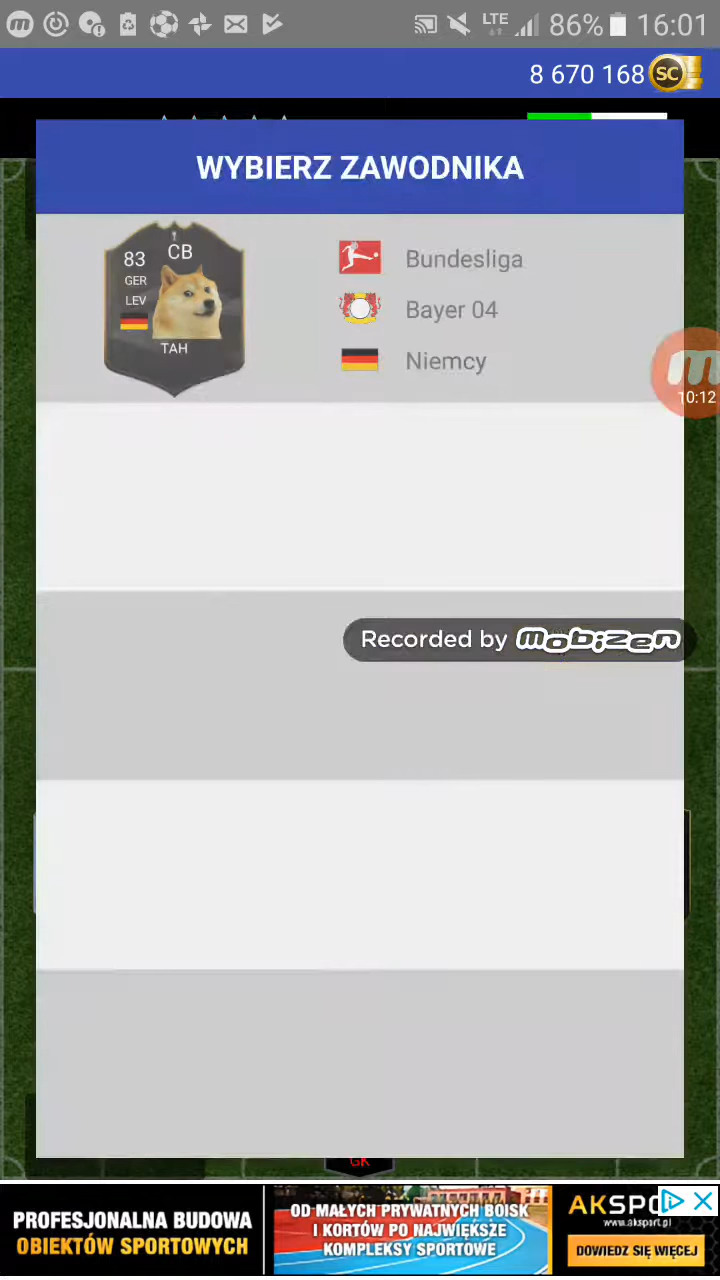 LTE 86% 16:01
8 670 168 SC
WYBIERZ ZAWODNIKA
83 CB
GER
LEV
TAH
Bundesliga
Bayer 04
Niemcy
10:12
Recorded by mobizen
GK
PROFESJONALNA BUDOWA
OBIEKTÓW SPORTOWYCH
OD MAŁYCH PRYWATNYCH BOISK
I KORTÓW PO NAJWIĘKSZE
KOMPLEKSY SPORTOWE
www.aksport.pl
DOWIEDZ SIĘ WIĘCEJ